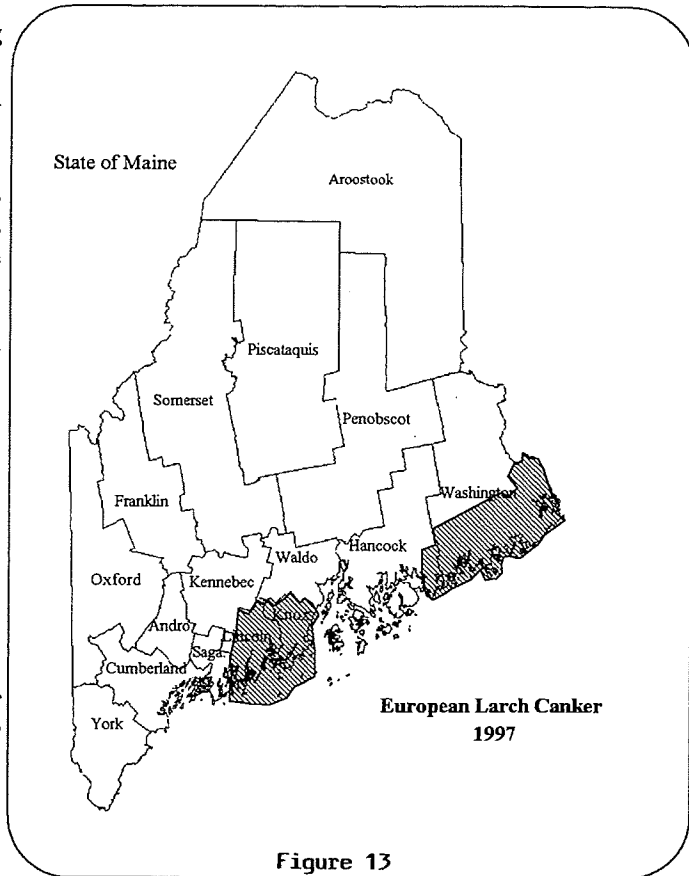 State of Maine
Aroostook
Piscataquis
Somerset
Penobscot
Franklin
Washington
Hancock
Waldo
Oxford
Kennebec
Knox
Andro
Lincoln
Saga.
Cumberland
York
European Larch Canker
1997
Figure 13